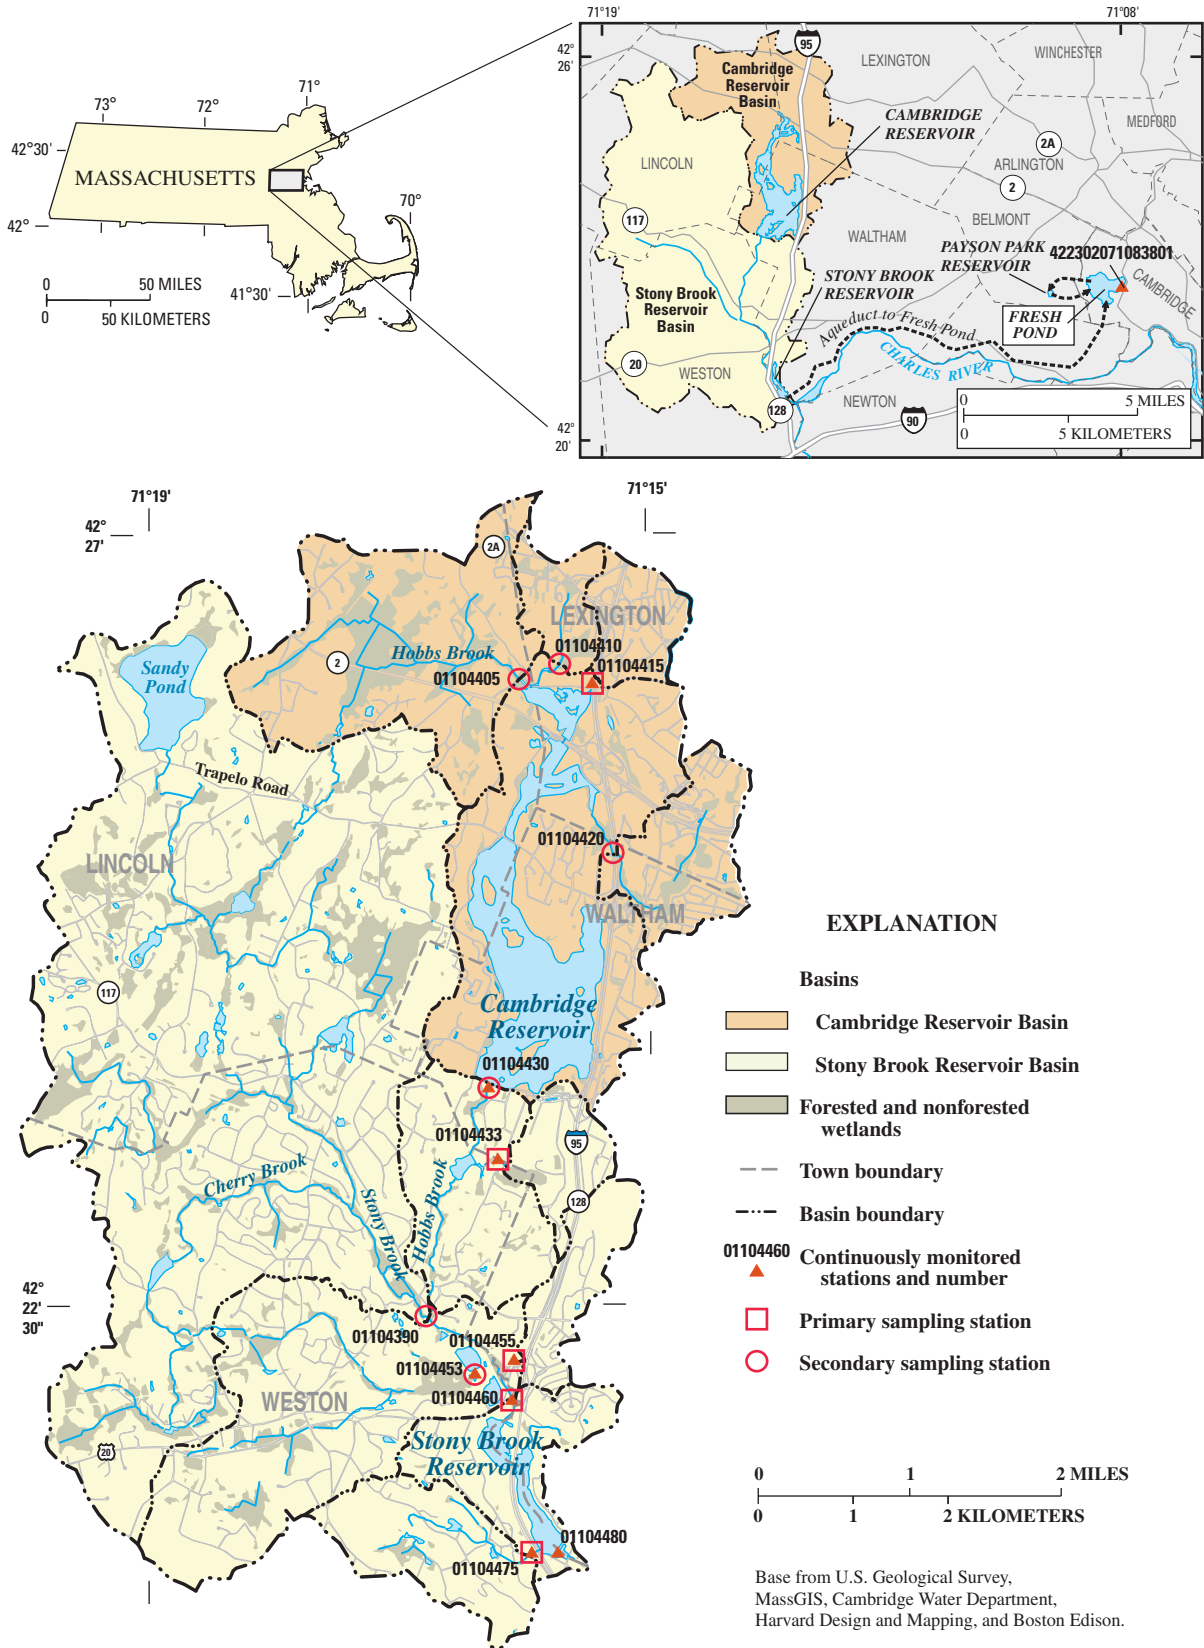 73°
72°
71°
42°30'
MASSACHUSETTS
42°
70°
41°30'
0 50 MILES
0 50 KILOMETERS
71°19'
71°08'
42°
26'
95
LEXINGTON
WINCHESTER
Cambridge
Reservoir
Basin
CAMBRIDGE
RESERVOIR
MEDFORD
2A
LINCOLN
ARLINGTON
2
117
BELMONT
WALTHAM
PAYSON PARK
RESERVOIR
422302071083801
STONY BROOK
RESERVOIR
CAMBRIDGE
Stony Brook
Reservoir
Basin
FRESH
POND
Aqueduct to Fresh Pond
CHARLES RIVER
20
WESTON
128
NEWTON
90
0 5 MILES
0 5 KILOMETERS
42°
20'
71°19'
71°15'
42°
27'
2A
LEXINGTON
01104410
Hobbs Brook
2
01104415
01104405
Sandy
Pond
Trapelo Road
01104420
LINCOLN
WALTHAM
117
Cambridge
Reservoir
01104430
01104433
95
Cherry Brook
Stony Brook
Hobbs Brook
128
42°
22'
30"
01104390
01104455
01104453
01104460
WESTON
20
Stony Brook
Reservoir
01104480
01104475
EXPLANATION
Basins
Cambridge Reservoir Basin
Stony Brook Reservoir Basin
Forested and nonforested
wetlands
Town boundary
Basin boundary
01104460 Continuously monitored
stations and number
Primary sampling station
Secondary sampling station
0 1 2 MILES
0 1 2 KILOMETERS
Base from U.S. Geological Survey,
MassGIS, Cambridge Water Department,
Harvard Design and Mapping, and Boston Edison.